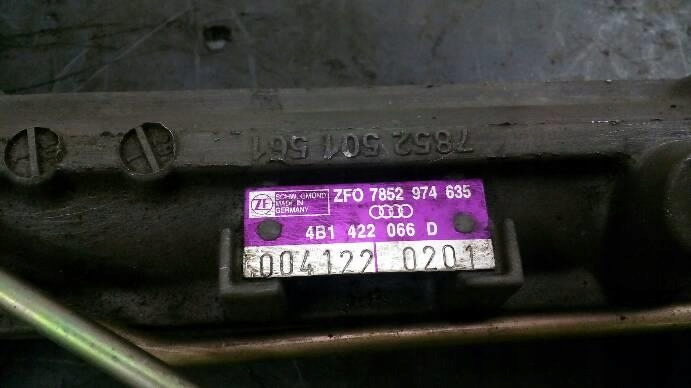 7852 501 561
ZF SCHW. GMÜND ZFO 7852 974 635
MADE IN
GERMANY
4B1 422 066 D
004122 0201